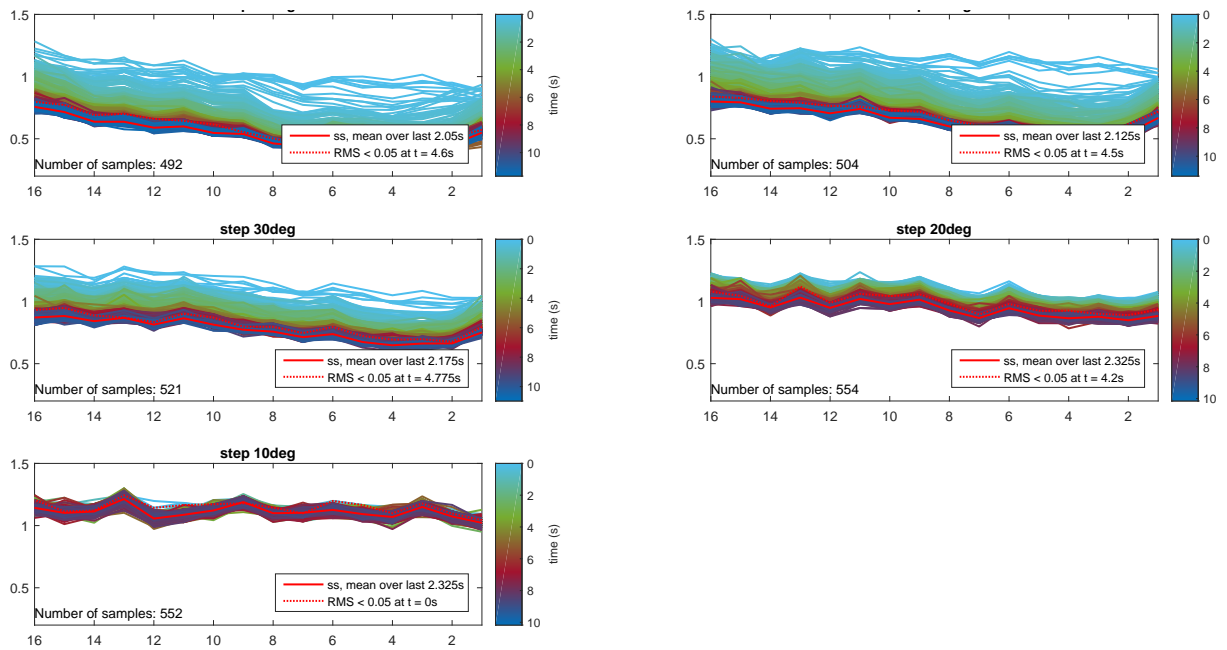 1.5
1
0.5
16 14 12 10 8 6 4 2
Number of samples: 492
ss, mean over last 2.05s
RMS < 0.05 at t = 4.6s
0
2
4
6
8
10
time (s)
1.5
1
0.5
16 14 12 10 8 6 4 2
Number of samples: 504
ss, mean over last 2.125s
RMS < 0.05 at t = 4.5s
0
2
4
6
8
10
time (s)
step 30deg
1.5
1
0.5
16 14 12 10 8 6 4 2
Number of samples: 521
ss, mean over last 2.175s
RMS < 0.05 at t = 4.775s
0
2
4
6
8
10
time (s)
step 20deg
1.5
1
0.5
16 14 12 10 8 6 4 2
Number of samples: 554
ss, mean over last 2.325s
RMS < 0.05 at t = 4.2s
0
2
4
6
8
10
time (s)
step 10deg
1.5
1
0.5
16 14 12 10 8 6 4 2
Number of samples: 552
ss, mean over last 2.325s
RMS < 0.05 at t = 0s
0
2
4
6
8
10
time (s)